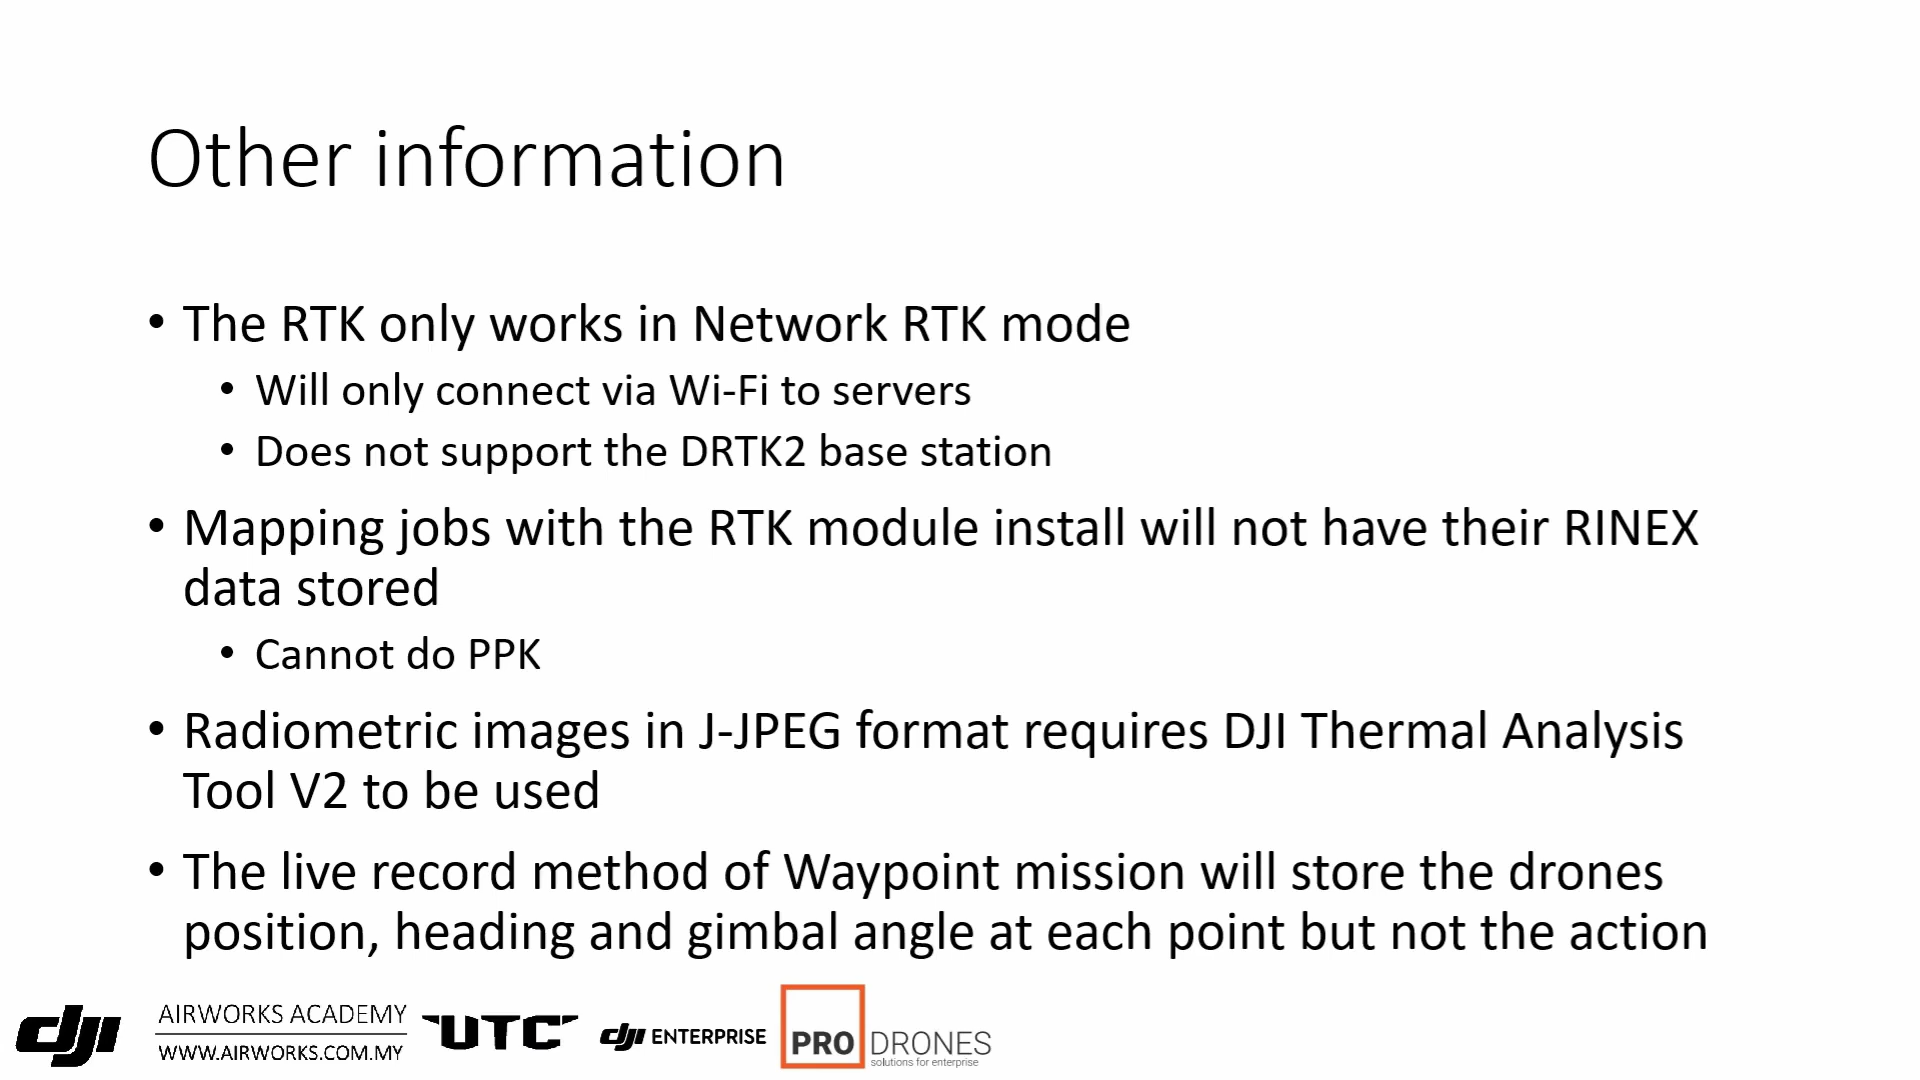 Other information
• The RTK only works in Network RTK mode
• Will only connect via Wi-Fi to servers
• Does not support the DRTK2 base station
• Mapping jobs with the RTK module install will not have their RINEX
data stored
• Cannot do PPK
• Radiometric images in J-JPEG format requires DJI Thermal Analysis
Tool V2 to be used
• The live record method of Waypoint mission will store the drones
position, heading and gimbal angle at each point but not the action
dji
AIRWORKS ACADEMY
WWW.AIRWORKS.COM.MY
UTC
dji ENTERPRISE
PRO DRONES
solutions for enterprise